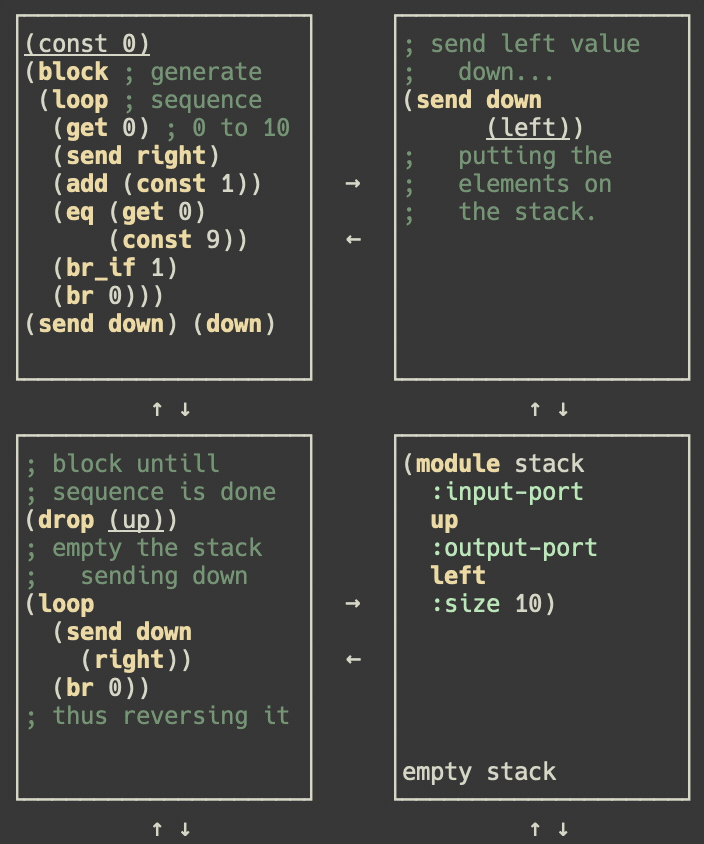 (const 0)
(block ; generate
 (loop ; sequence
  (get 0) ; 0 to 10
  (send right)
  (add (const 1))
  (eq (get 0)
      (const 9))
  (br_if 1)
  (br 0)))
(send down) (down)
; send left value
;   down...
(send down
      (left))
;   putting the
;   elements on
;   the stack.
→
←
↑ ↓
↑ ↓
; block untill
; sequence is done
(drop (up))
; empty the stack
;   sending down
(loop
  (send down
    (right))
  (br 0))
; thus reversing it
→
←
(module stack
  :input-port
  up
  :output-port
  left
  :size 10)
empty stack
↑ ↓
↑ ↓